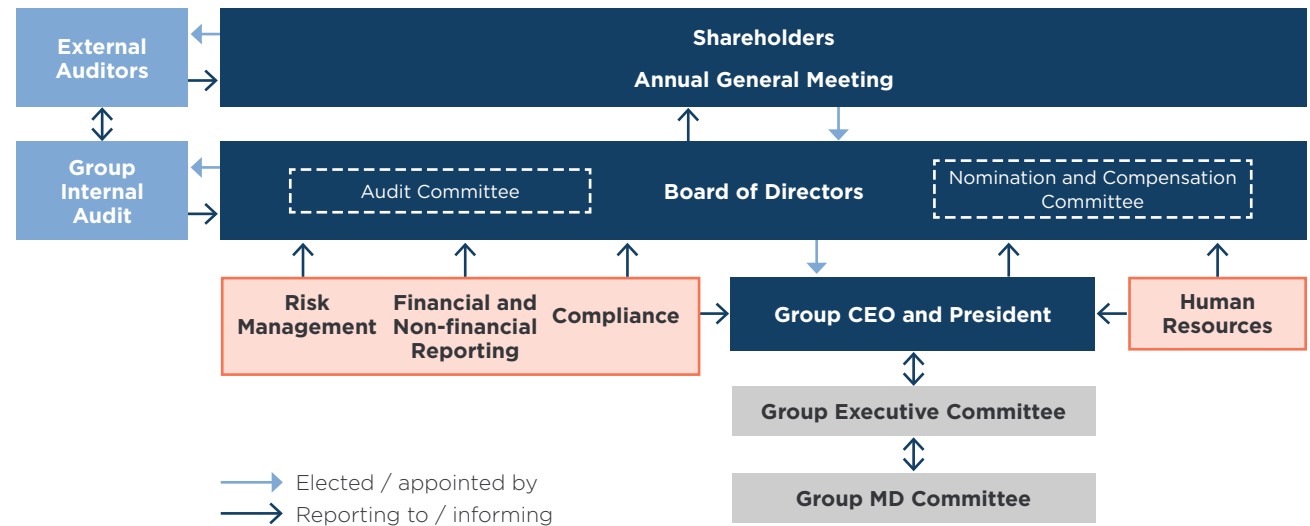 External
Auditors
Shareholders
Annual General Meeting
Group
Internal
Audit
Audit Committee
Board of Directors
Nomination and Compensation
Committee
Risk
Management
Financial and
Non-financial
Reporting
Compliance
Group CEO and President
Human
Resources
Group Executive Committee
Group MD Committee
Elected / appointed by
Reporting to / informing